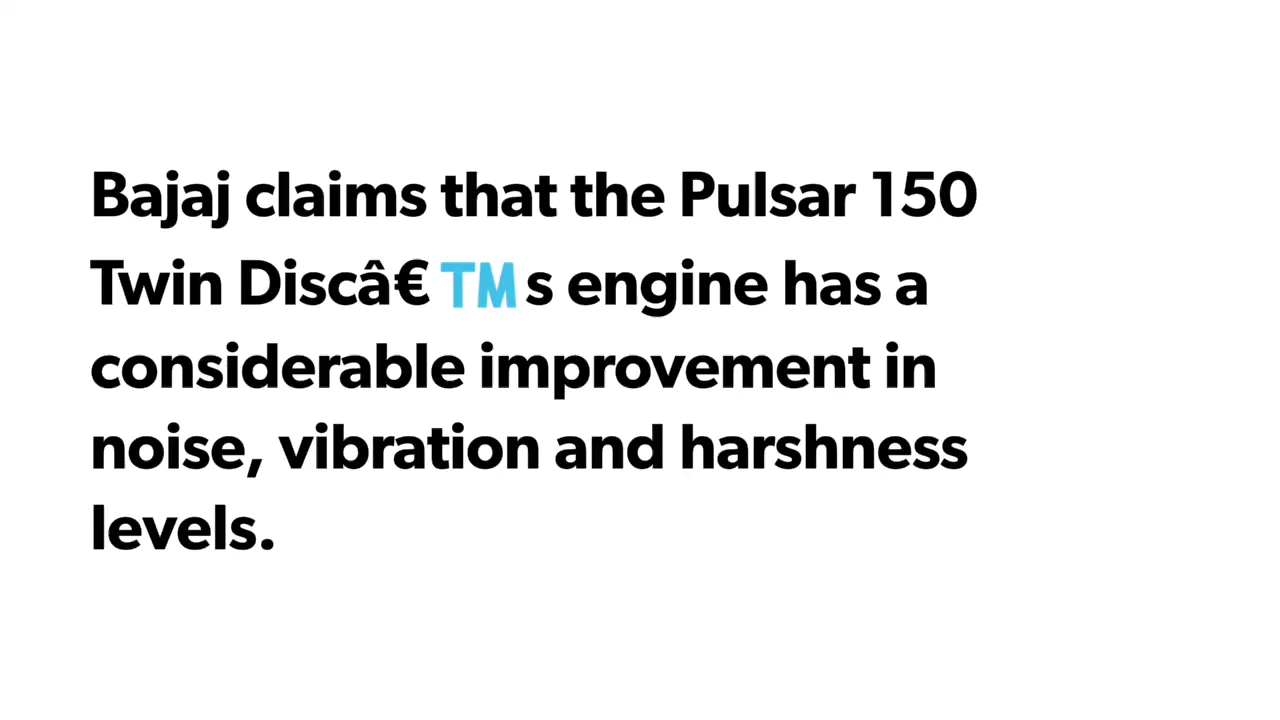 Bajaj claims that the Pulsar 150
Twin Discâ€™s engine has a
considerable improvement in
noise, vibration and harshness
levels.